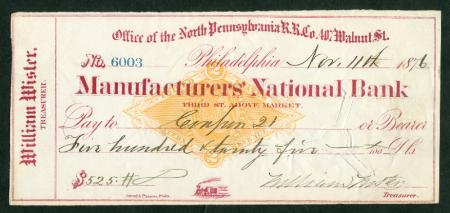 Office of the North Pennsylvania R.R. Co. 407 Walnut St.
No. 6003 Philadelphia Nov. 11th 1876
Manufacturers' National Bank
THIRD ST. ABOVE MARKET.
Pay to Coupon 21 or Bearer
Five hundred & twenty five — /100 Dls.
$525.
William Wister
Treasurer.
William Wister,
TREASURER.